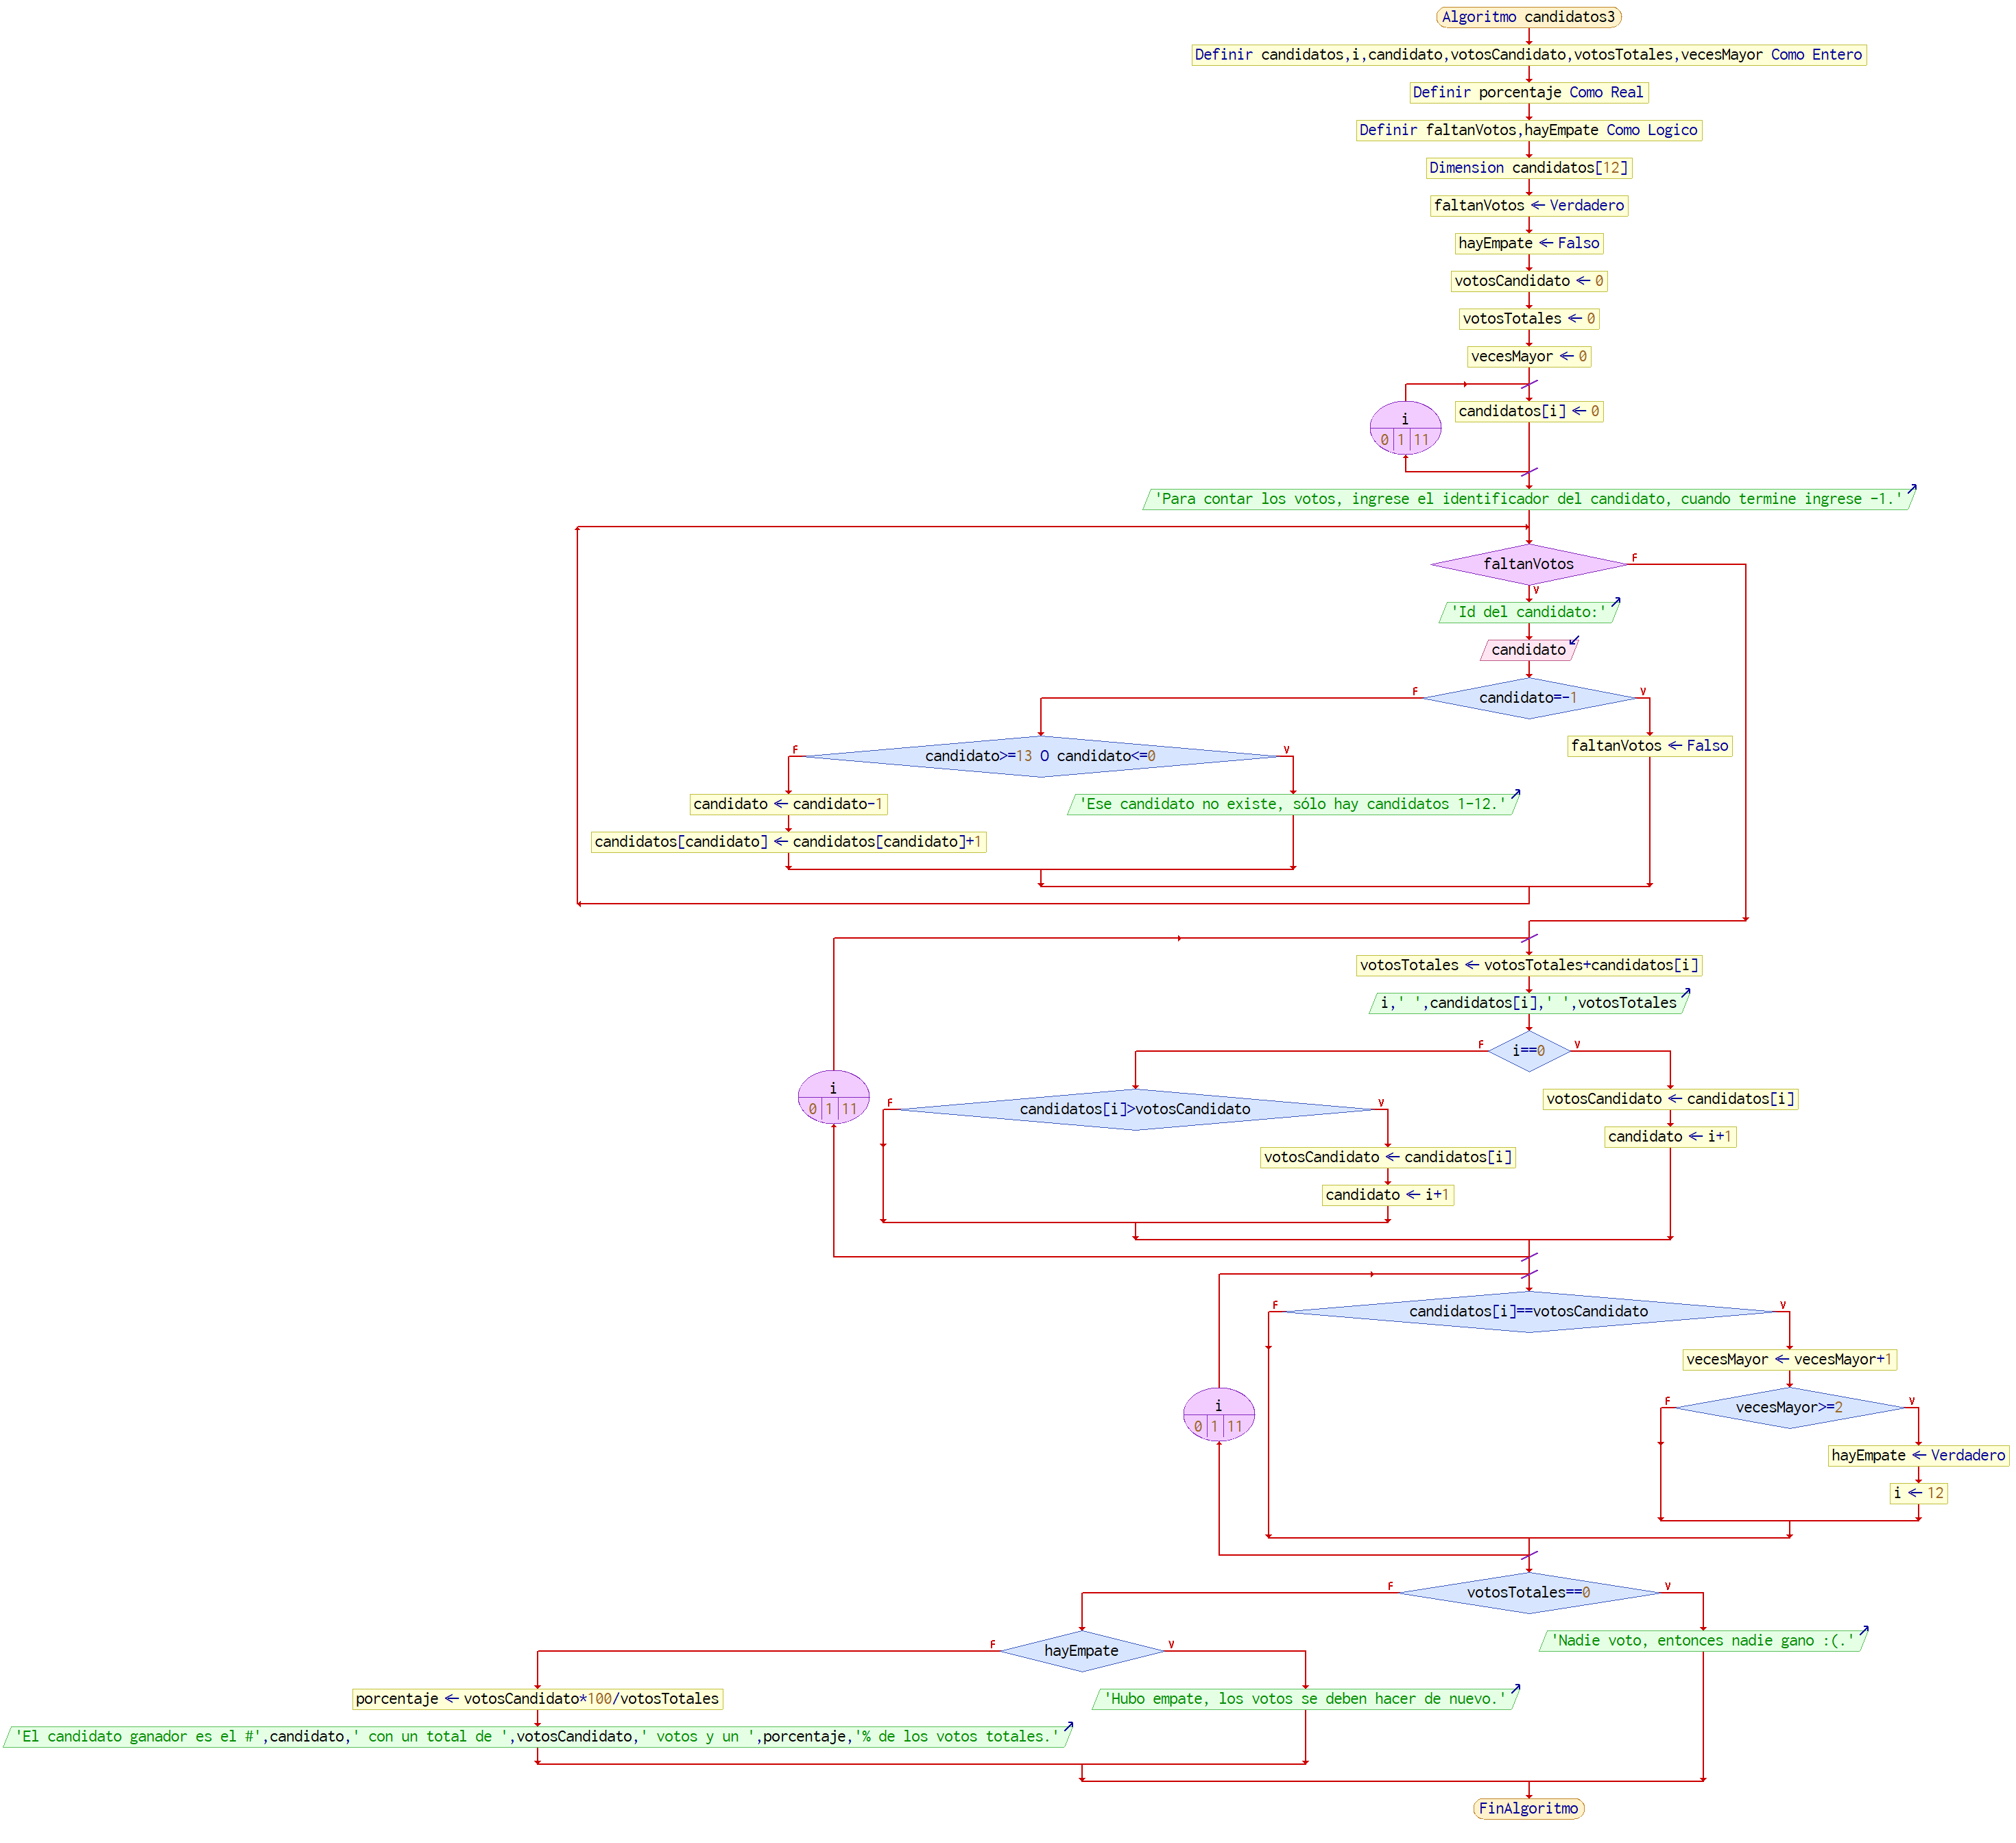 Algoritmo candidatos3
Definir candidatos,i,candidato,votosCandidato,votosTotales,vecesMayor Como Entero
Definir porcentaje Como Real
Definir faltanVotos,hayEmpate Como Logico
Dimension candidatos[12]
faltanVotos ← Verdadero
hayEmpate ← Falso
votosCandidato ← 0
votosTotales ← 0
vecesMayor ← 0
candidatos[i] ← 0
i
0 1 11
'Para contar los votos, ingrese el identificador del candidato, cuando termine ingrese -1.'
F
faltanVotos
V
'Id del candidato:'
candidato
F V
candidato=-1
faltanVotos ← Falso
F V
candidato>=13 O candidato<=0
candidato ← candidato-1
'Ese candidato no existe, sólo hay candidatos 1-12.'
candidatos[candidato] ← candidatos[candidato]+1
votosTotales ← votosTotales+candidatos[i]
i,' ',candidatos[i],' ',votosTotales
F V
i==0
i
0 1 11
votosCandidato ← candidatos[i]
F V
candidatos[i]>votosCandidato
candidato ← i+1
votosCandidato ← candidatos[i]
candidato ← i+1
F V
candidatos[i]==votosCandidato
vecesMayor ← vecesMayor+1
F V
vecesMayor>=2
i
0 1 11
hayEmpate ← Verdadero
i ← 12
F V
votosTotales==0
F V
hayEmpate
'Nadie voto, entonces nadie gano :(.'
porcentaje ← votosCandidato*100/votosTotales
'Hubo empate, los votos se deben hacer de nuevo.'
'El candidato ganador es el #',candidato,' con un total de ',votosCandidato,' votos y un ',porcentaje,'% de los votos totales.'
FinAlgoritmo